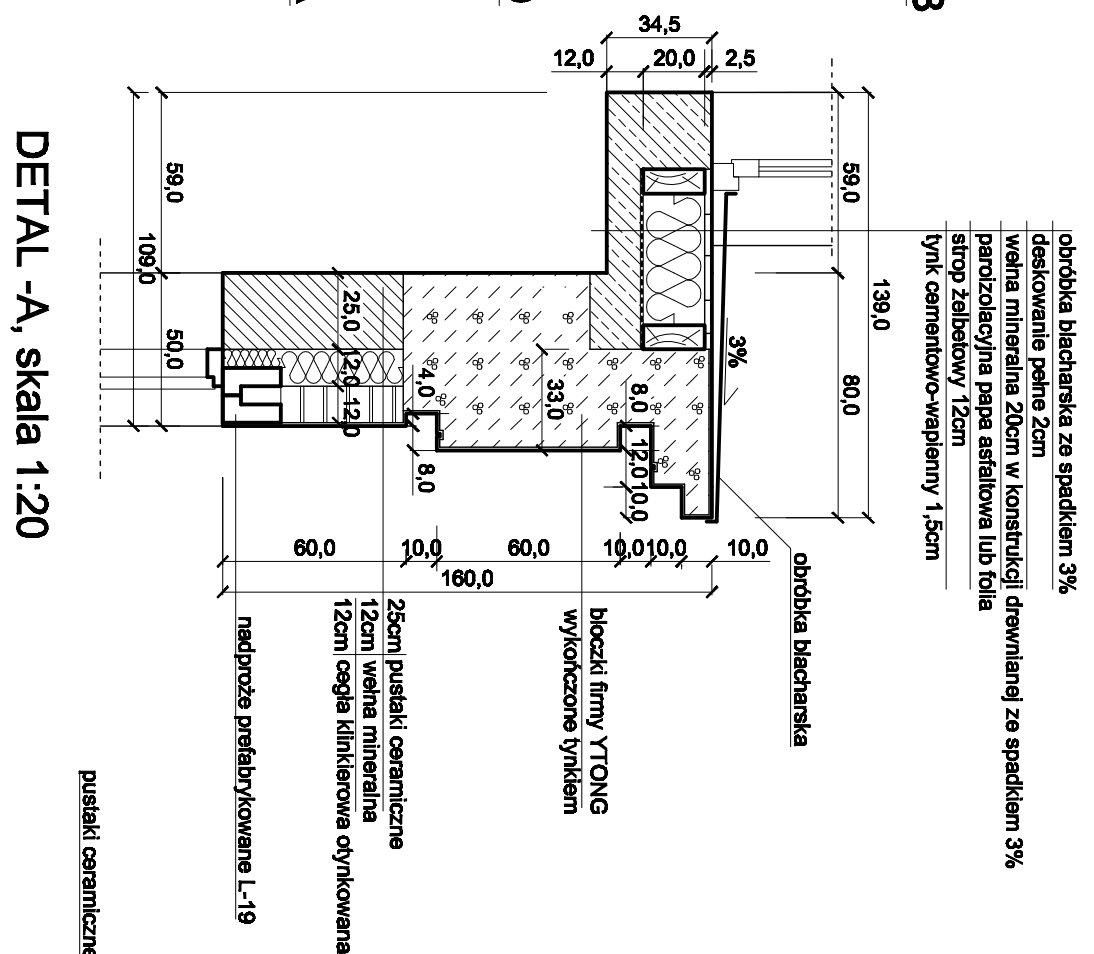 DETAL -A, skala 1:20
34,5
12,0
20,0
2,5
59,0
109,0
50,0
59,0
139,0
80,0
3%
25,0
12,0
12,0
4,0
8,0
33,0
8,0
12,0
10,0
60,0
10,0
60,0
10,0
10,0
10,0
160,0
obróbka blacharska ze spadkiem 3%
deskowanie pełne 2cm
wełna mineralna 20cm w konstrukcji drewnianej ze spadkiem 3%
paroizolacyjna papa asfaltowa lub folia
strop żelbetowy 12cm
tynk cementowo-wapienny 1,5cm
obróbka blacharska
bloczki firmy YTONG
wykończone tynkiem
25cm pustaki ceramiczne
12cm wełna mineralna
12cm cegła klinkierowa otynkowana
nadproże prefabrykowane L-19
pustaki ceramiczne